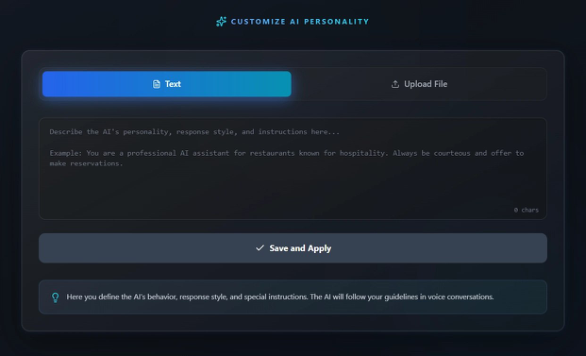 CUSTOMIZE AI PERSONALITY
Text
Upload File
Describe the AI's personality, response style, and instructions here...
Example: You are a professional AI assistant for restaurants known for hospitality. Always be courteous and offer to
make reservations.
0 chars
Save and Apply
Here you define the AI's behavior, response style, and special instructions. The AI will follow your guidelines in voice conversations.